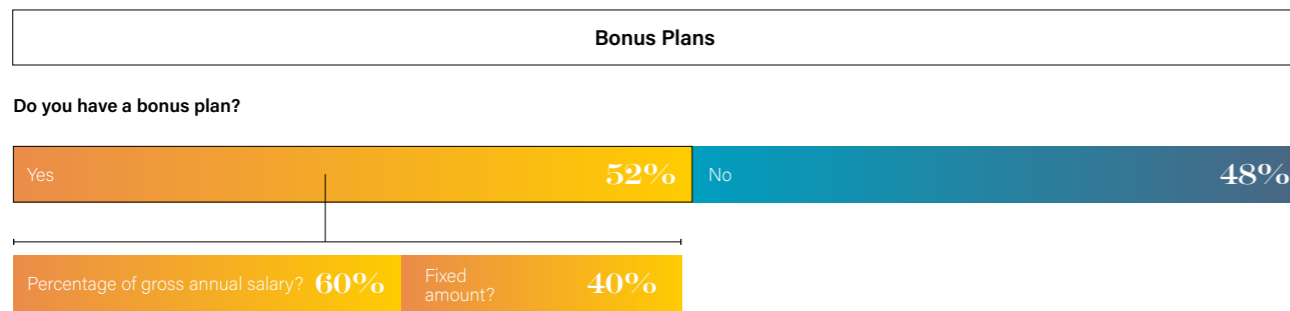 Bonus Plans
Do you have a bonus plan?
Yes 52% No 48%
Percentage of gross annual salary? 60% Fixed
amount? 40%